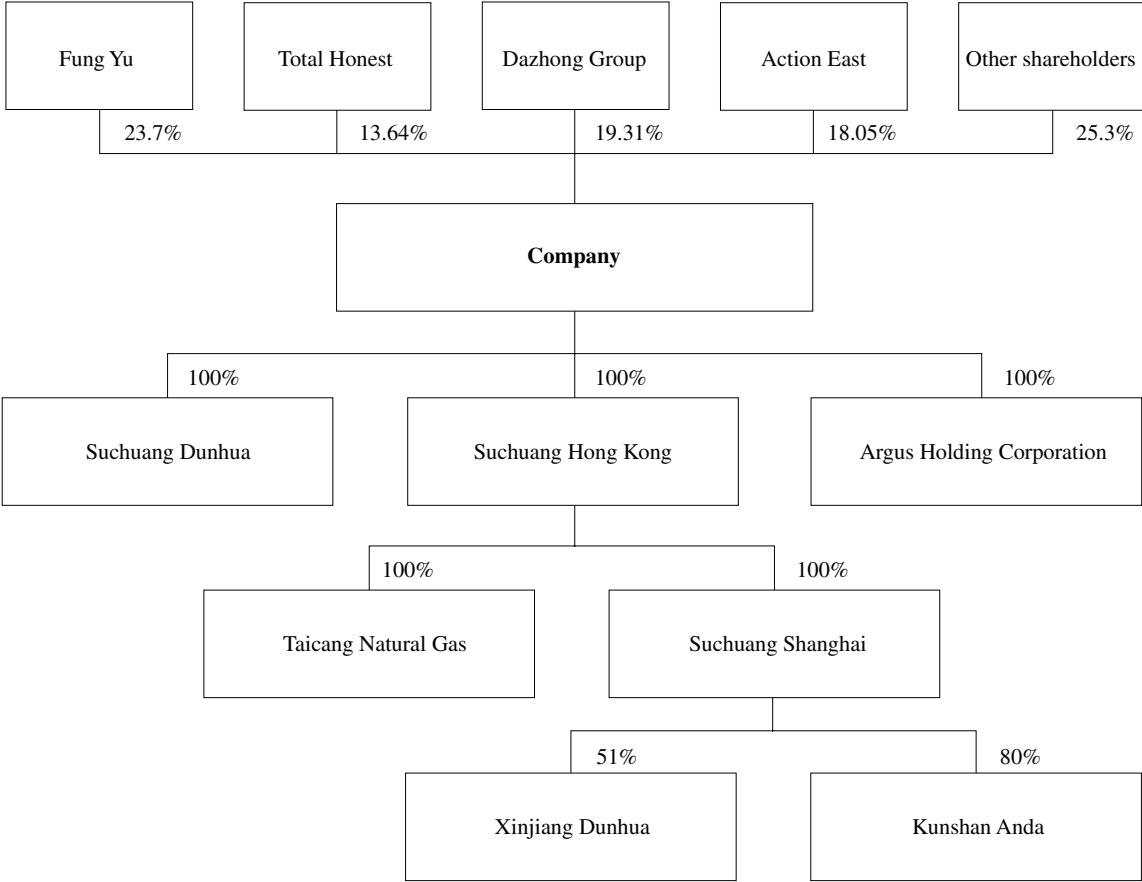 Fung Yu
Total Honest
Dazhong Group
Action East
Other shareholders
23.7%
13.64%
19.31%
18.05%
25.3%
Company
100%
100%
100%
Suchuang Dunhua
Suchuang Hong Kong
Argus Holding Corporation
100%
100%
Taicang Natural Gas
Suchuang Shanghai
51%
80%
Xinjiang Dunhua
Kunshan Anda